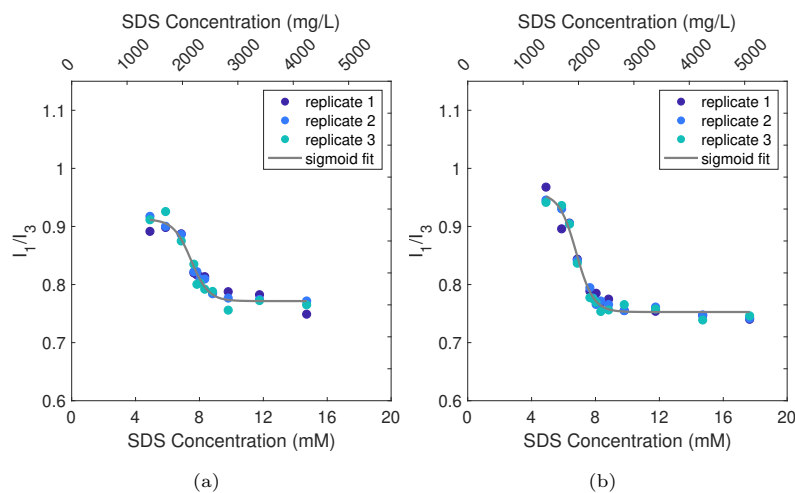 SDS Concentration (mg/L)
0 1000 2000 3000 4000 5000
1.1
1
0.9
0.8
0.7
0.6
I1/I3
replicate 1
replicate 2
replicate 3
sigmoid fit
0 4 8 12 16 20
SDS Concentration (mM)
(a)
SDS Concentration (mg/L)
0 1000 2000 3000 4000 5000
1.1
1
0.9
0.8
0.7
0.6
I1/I3
replicate 1
replicate 2
replicate 3
sigmoid fit
0 4 8 12 16 20
SDS Concentration (mM)
(b)